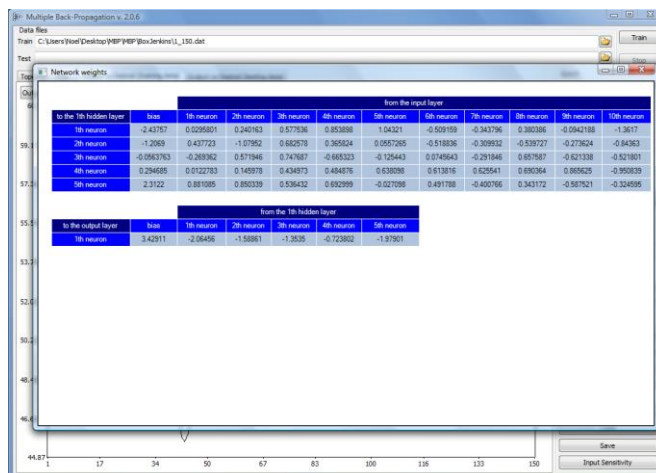 Multiple Back-Propagation v. 2.0.6
Data files
Train C:\Users\Noel\Desktop\MBP\MBP\BoxJenkins\1_150.dat Train
Test Stop
Network weights
from the input layer
to the 1th hidden layer bias 1th neuron 2th neuron 3th neuron 4th neuron 5th neuron 6th neuron 7th neuron 8th neuron 9th neuron 10th neuron
1th neuron -2.43757 0.0295801 0.240163 0.577536 0.853898 1.04321 -0.509159 -0.343796 0.380386 -0.0942188 -1.3617
2th neuron -1.2069 0.437723 -1.07952 0.682578 0.365824 0.0557265 -0.518836 -0.309932 -0.539727 -0.273624 -0.84363
3th neuron -0.0563763 -0.269362 0.571946 0.747687 -0.665323 -0.125443 0.0745643 -0.291846 0.657587 -0.621338 -0.521801
4th neuron 0.294685 0.0122783 0.145978 0.434973 0.484876 0.638098 0.613816 0.625541 0.690364 0.865625 -0.950839
5th neuron 2.3122 0.881085 0.850339 0.536432 0.692999 -0.027098 0.491788 -0.400766 0.343172 -0.587521 -0.324595
from the 1th hidden layer
to the output layer bias 1th neuron 2th neuron 3th neuron 4th neuron 5th neuron
1th neuron 3.42911 -2.06456 -1.58861 -1.3535 -0.723802 -1.97901
44.87
1 17 34 50 67 83 100 116 133 150
Save
Input Sensitivity